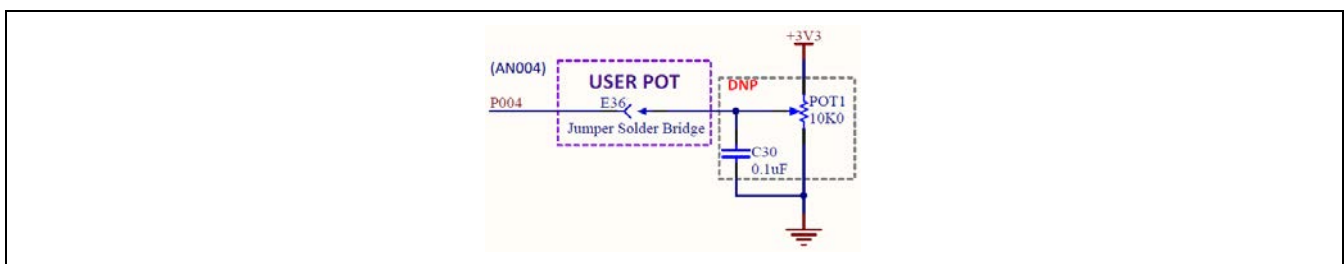 +3V3
(AN004)
USER POT
DNP
P004
E36
POT1
10K0
Jumper Solder Bridge
C30
0.1uF